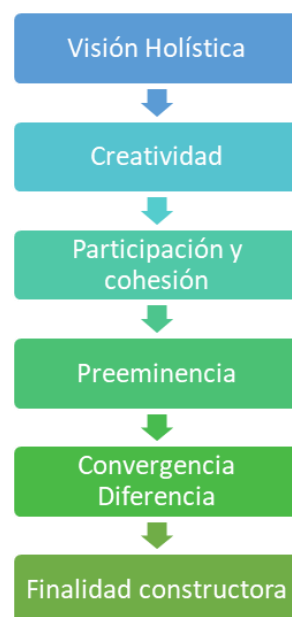 Visión Holística
Creatividad
Participación y
cohesión
Preeminencia
Convergencia
Diferencia
Finalidad constructora